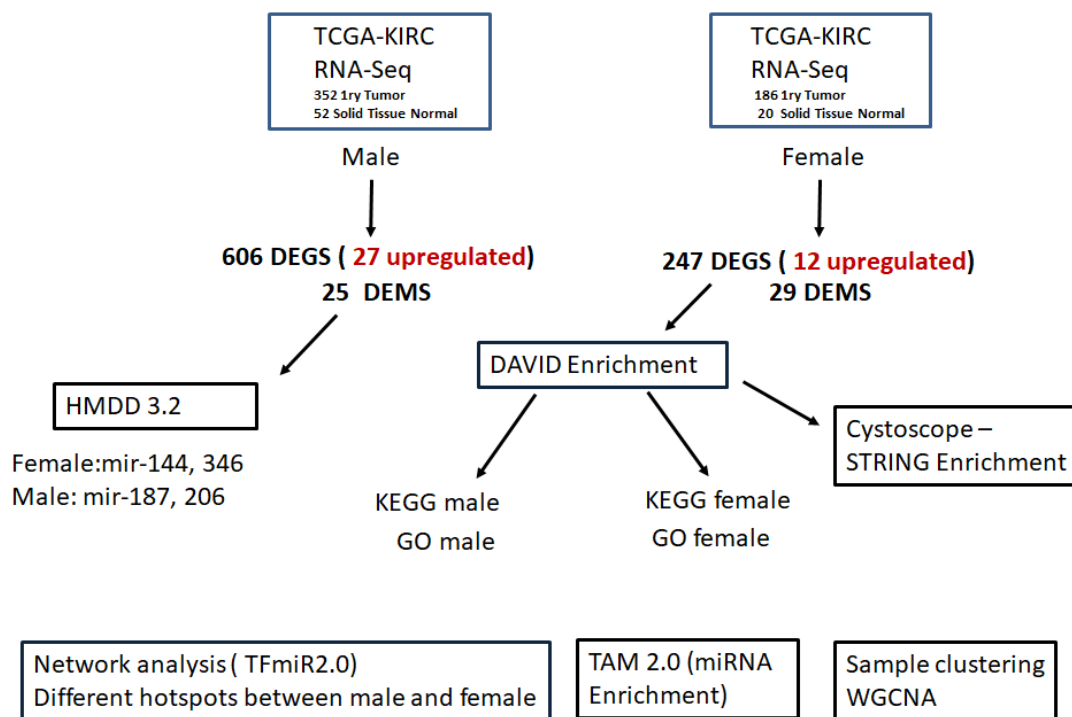 TCGA-KIRC
RNA-Seq
352 1ry Tumor
52 Solid Tissue Normal
TCGA-KIRC
RNA-Seq
186 1ry Tumor
20 Solid Tissue Normal
Male
Female
606 DEGS ( 27 upregulated)
25 DEMS
247 DEGS ( 12 upregulated)
29 DEMS
DAVID Enrichment
HMDD 3.2
Female:mir-144, 346
Male: mir-187, 206
Cystoscope –
STRING Enrichment
KEGG male
GO male
KEGG female
GO female
Network analysis ( TFmiR2.0)
Different hotspots between male and female
TAM 2.0 (miRNA
Enrichment)
Sample clustering
WGCNA